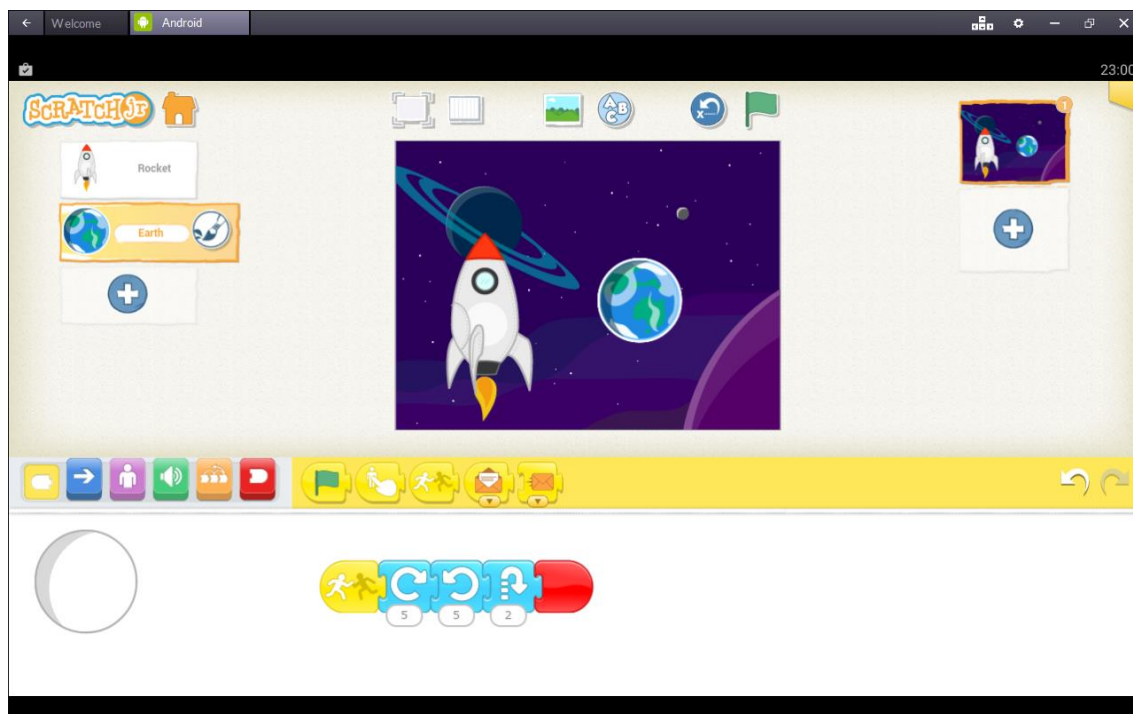 Welcome
Android
23:00
SCRATCHJr
Rocket
Earth
A
B
C
x
1
5
5
2